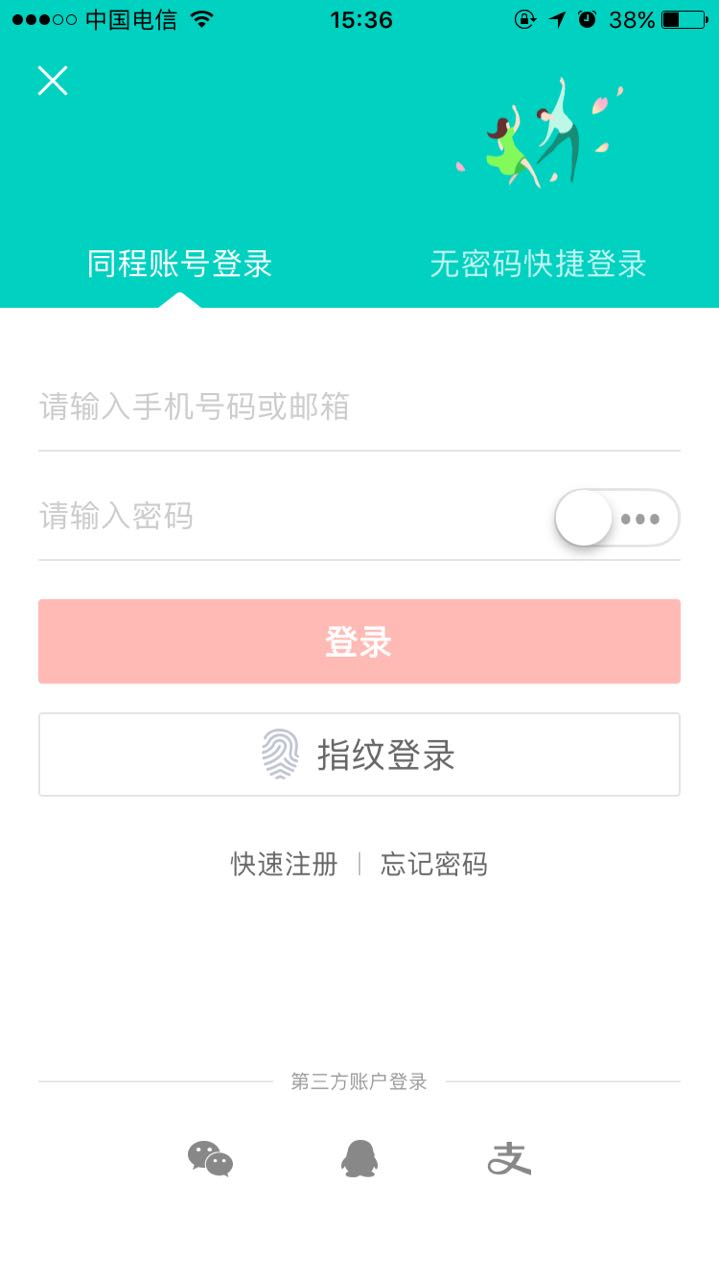 中国电信 15:36 38%
同程账号登录 无密码快捷登录
请输入手机号码或邮箱
请输入密码
登录
指纹登录
快速注册 | 忘记密码
第三方账户登录
支